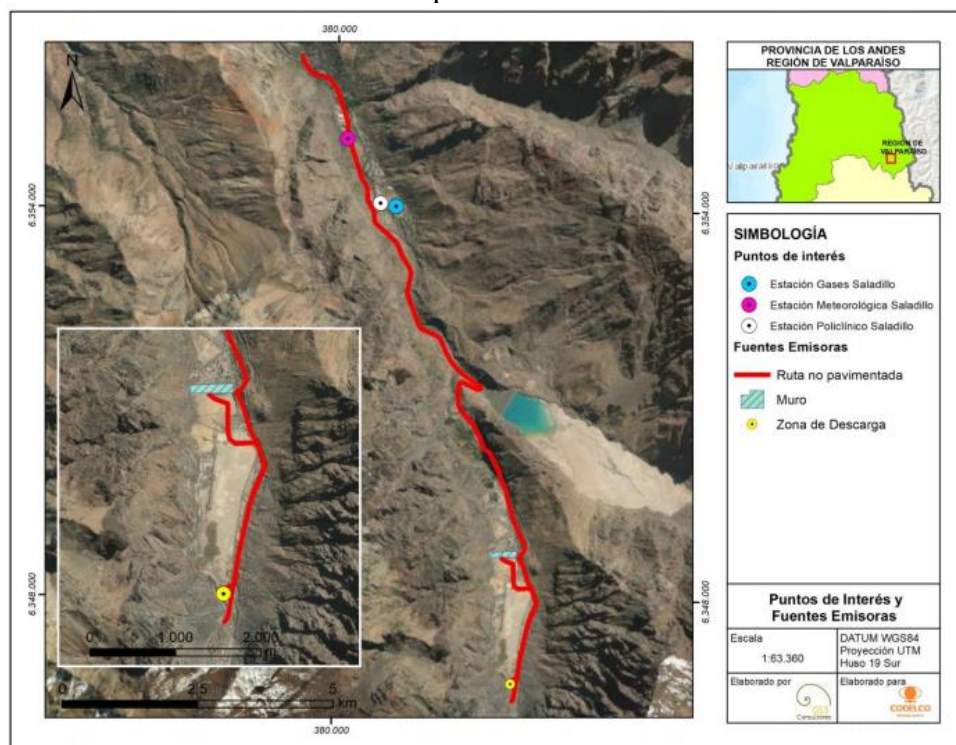 380.000
N
6.354.000
6.354.000
6.348.000
6.348.000
0 1.000 2.000
m
0 2,5 5
km
380.000
PROVINCIA DE LOS ANDES
REGIÓN DE VALPARAÍSO
Valparaíso
REGIÓN DE
VALPARAÍSO
SIMBOLOGÍA
Puntos de interés
Estación Gases Saladillo
Estación Meteorológica Saladillo
Estación Policlínico Saladillo
Fuentes Emisoras
Ruta no pavimentada
Muro
Zona de Descarga
Puntos de Interés y
Fuentes Emisoras
Escala
1:63.360
DATUM WGS84
Proyección UTM
Huso 19 Sur
Elaborado por
Consultores
Elaborado para
CODELCO